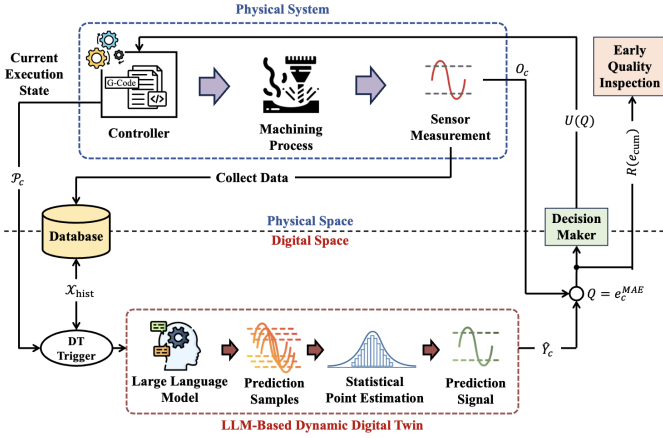 Physical System
Current
Execution
State
G-Code
Controller
Machining
Process
Sensor
Measurement
O_c
Early
Quality
Inspection
U(Q)
R(e_cum)
P_c
Collect Data
Database
Physical Space
Digital Space
Decision
Maker
X_hist
Q = e_c^MAE
DT
Trigger
Large Language
Model
Prediction
Samples
Statistical
Point Estimation
Prediction
Signal
Ŷ_c
LLM-Based Dynamic Digital Twin